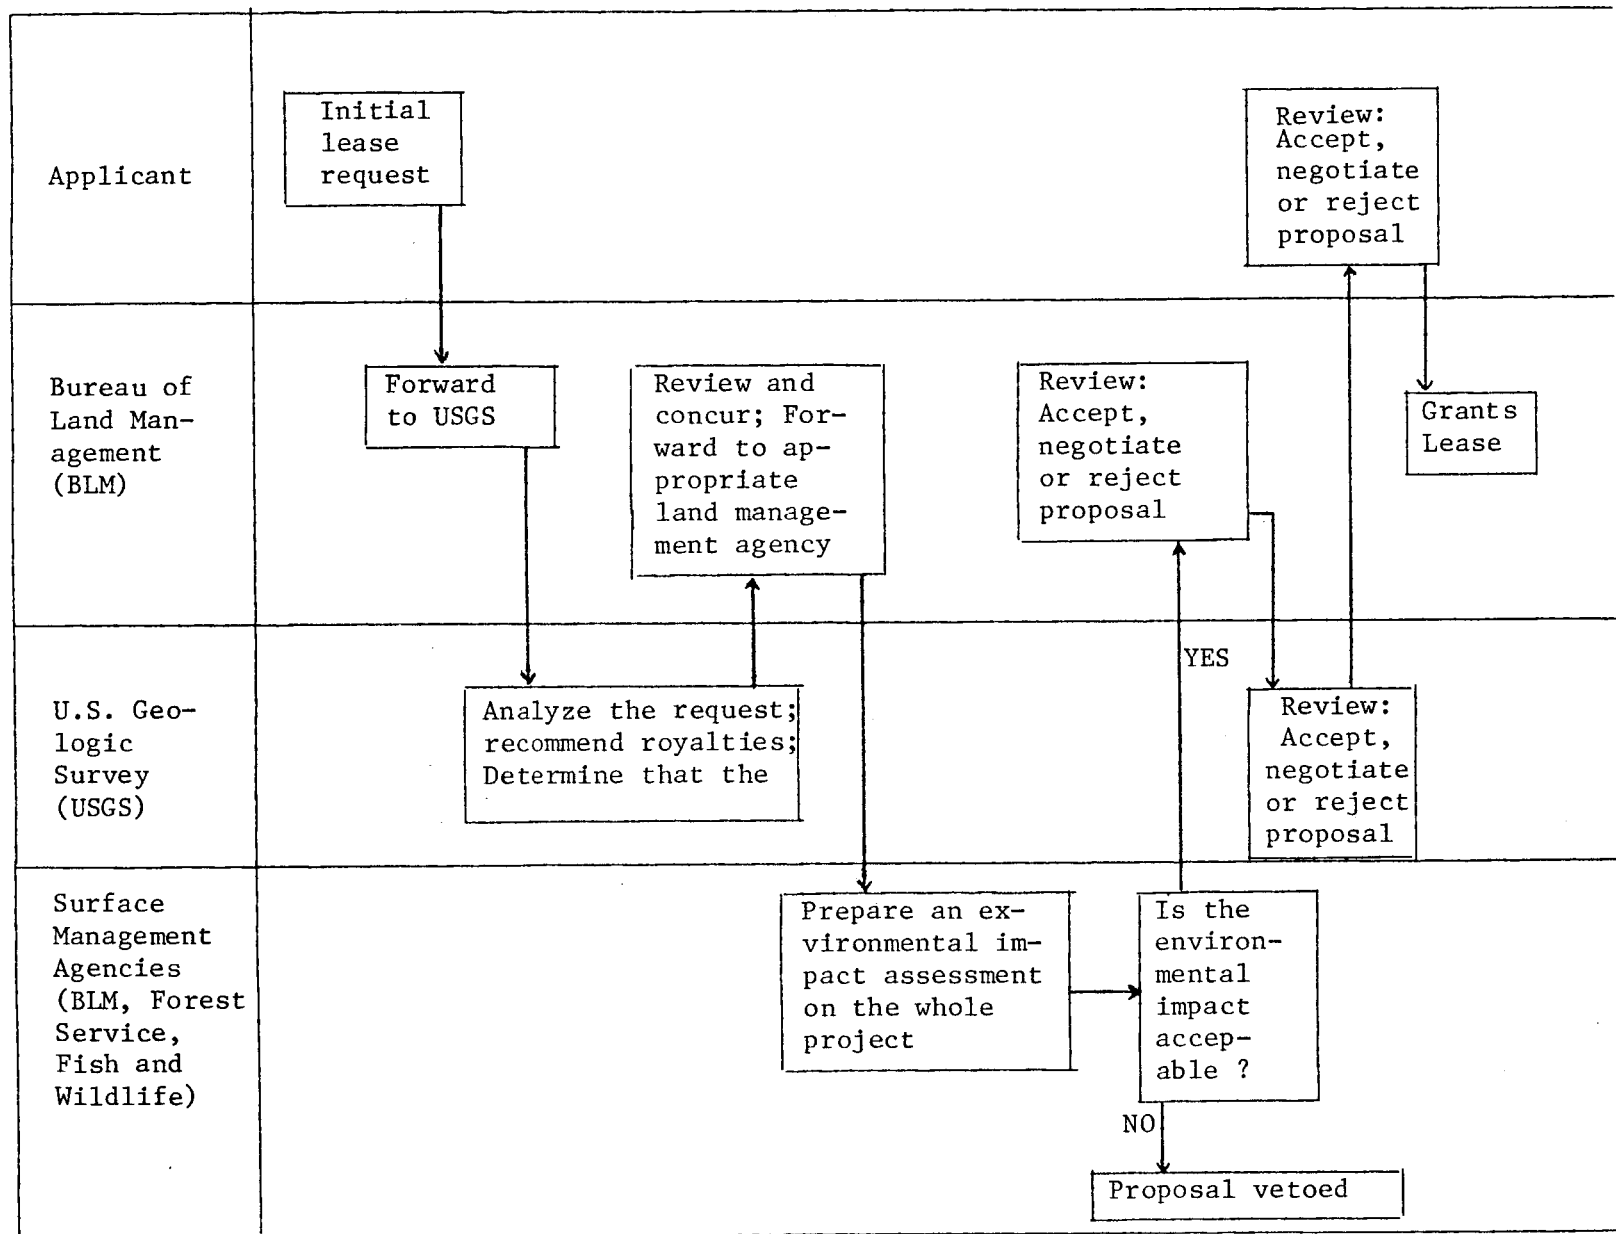 Applicant
Initial
lease
request
Review:
Accept,
negotiate
or reject
proposal
Bureau of
Land Man-
agement
(BLM)
Forward
to USGS
Review and
concur; For-
ward to ap-
propriate
land manage-
ment agency
Review:
Accept,
negotiate
or reject
proposal
Grants
Lease
U.S. Geo-
logic
Survey
(USGS)
Analyze the request;
recommend royalties;
Determine that the
YES
Review:
Accept,
negotiate
or reject
proposal
Surface
Management
Agencies
(BLM, Forest
Service,
Fish and
Wildlife)
Prepare an ex-
vironmental im-
pact assessment
on the whole
project
Is the
environ-
mental
impact
accep-
able ?
NO
Proposal vetoed